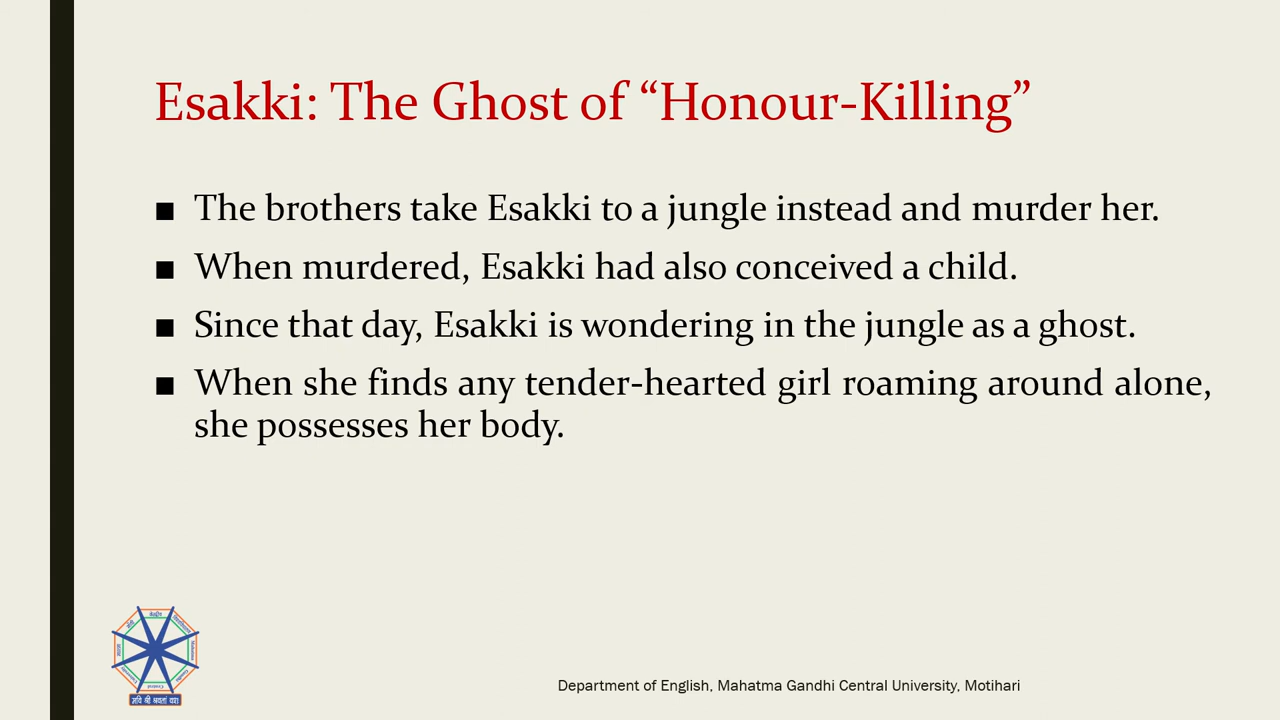 Esakki: The Ghost of “Honour-Killing”
■ The brothers take Esakki to a jungle instead and murder her.
■ When murdered, Esakki had also conceived a child.
■ Since that day, Esakki is wondering in the jungle as a ghost.
■ When she finds any tender-hearted girl roaming around alone,
she possesses her body.
Department of English, Mahatma Gandhi Central University, Motihari